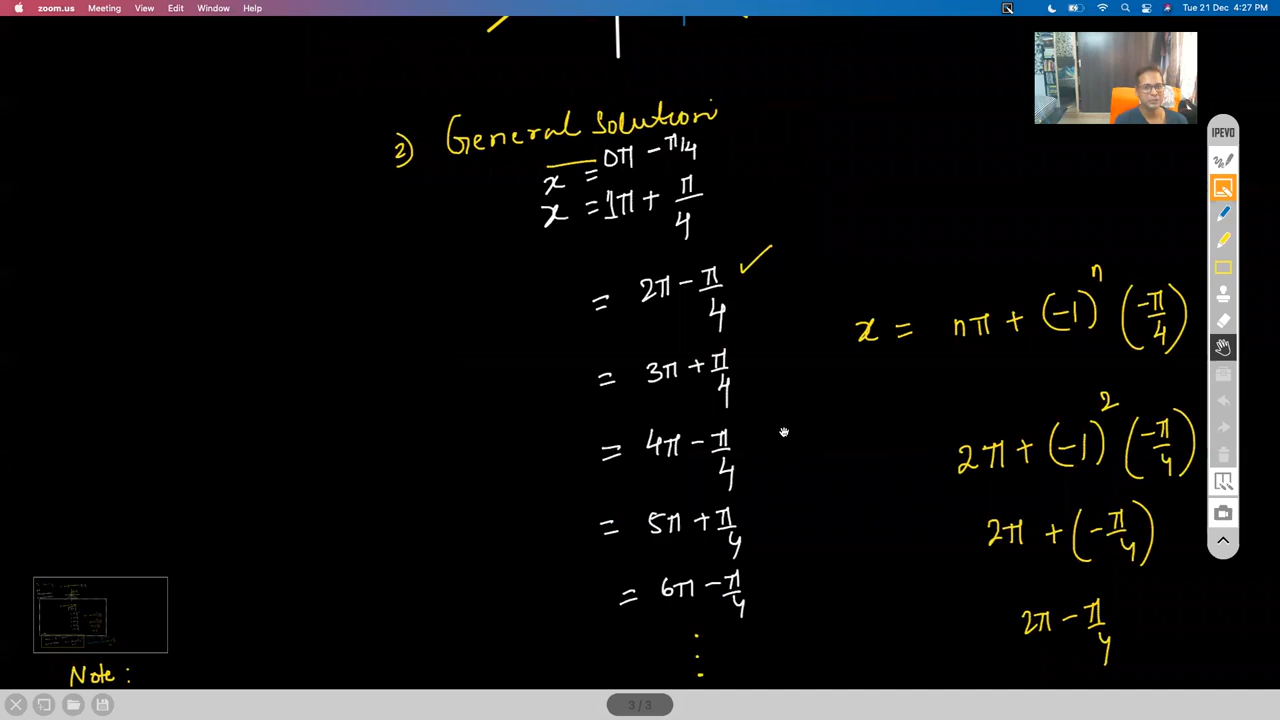 zoom.us Meeting View Edit Window Help Tue 21 Dec 4:27 PM
IPEVO
2) General Solution
x = 0π - π/4
x = 1π + π/4
= 2π - π/4 ✓
= 3π + π/4
= 4π - π/4
= 5π + π/4
= 6π - π/4
⋮
x = nπ + (-1)^n (-π/4)
2π + (-1)^2 (-π/4)
2π + (-π/4)
2π - π/4
Note :
3 / 3